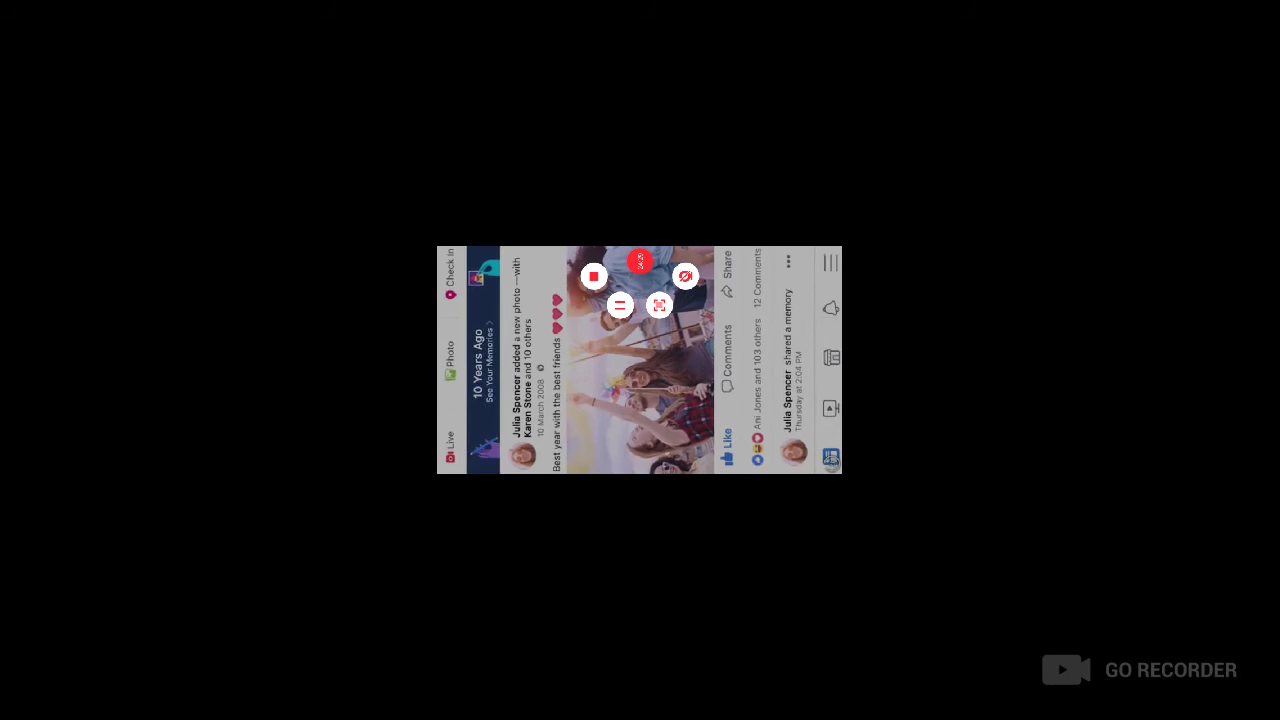 Live
Photo
Check in
10 Years Ago
See Your Memories >
Julia Spencer added a new photo —with
Karen Stone and 10 others
10 March 2008
Best year with the best friends
Like
Comments
Share
Ani Jones and 103 others
12 Comments
Julia Spencer shared a memory
Thursday at 2:04 PM
GO RECORDER